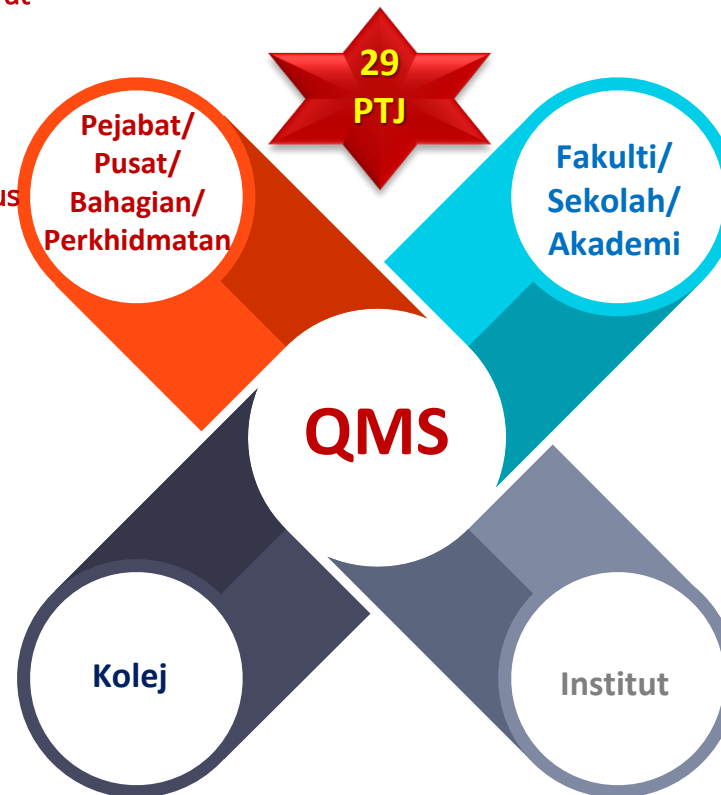 29
PTJ
Pejabat/
Pusat/
Bahagian/
Perkhidmatan
Fakulti/
Sekolah/
Akademi
QMS
Kolej
Institut